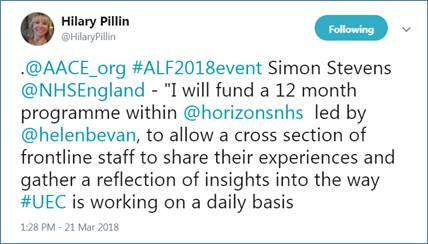 Hilary Pillin
@HilaryPillin
Following
.@AACE_org #ALF2018event Simon Stevens
@NHSEngland - "I will fund a 12 month
programme within @horizonsnhs led by
@helenbevan, to allow a cross section of
frontline staff to share their experiences and
gather a reflection of insights into the way
#UEC is working on a daily basis
1:28 PM - 21 Mar 2018